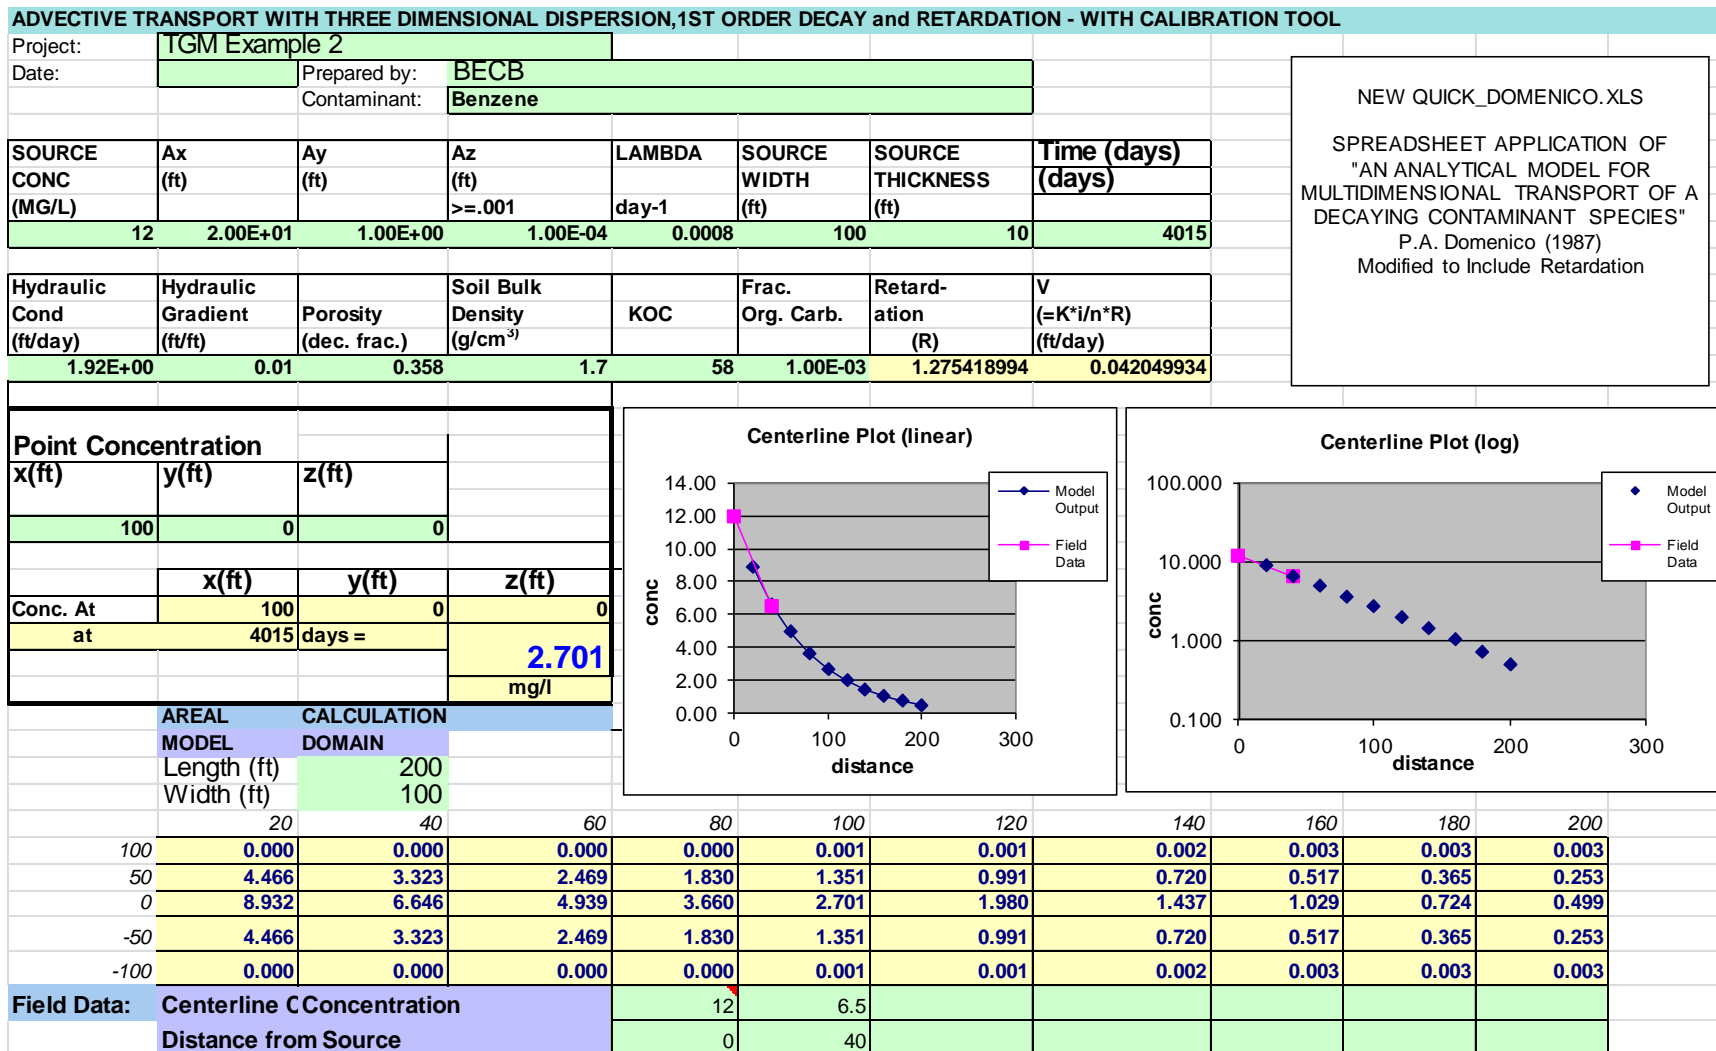 ADVECTIVE TRANSPORT WITH THREE DIMENSIONAL DISPERSION,1ST ORDER DECAY and RETARDATION - WITH CALIBRATION TOOL
Project: TGM Example 2
Date: Prepared by: BECB
Contaminant: Benzene
NEW QUICK_DOMENICO.XLS
SPREADSHEET APPLICATION OF
"AN ANALYTICAL MODEL FOR
MULTIDIMENSIONAL TRANSPORT OF A
DECAYING CONTAMINANT SPECIES"
P.A. Domenico (1987)
Modified to Include Retardation
SOURCE Ax Ay Az LAMBDA SOURCE SOURCE Time (days)
CONC (ft) (ft) (ft) WIDTH THICKNESS (days)
(MG/L) >=.001 day-1 (ft) (ft)
12 2.00E+01 1.00E+00 1.00E-04 0.0008 100 10 4015
Hydraulic Hydraulic Soil Bulk Frac. Retard- V
Cond Gradient Porosity Density KOC Org. Carb. ation (=K*i/n*R)
(ft/day) (ft/ft) (dec. frac.) (g/cm³) (R) (ft/day)
1.92E+00 0.01 0.358 1.7 58 1.00E-03 1.275418994 0.042049934
Point Concentration
x(ft) y(ft) z(ft)
100 0 0
x(ft) y(ft) z(ft)
Conc. At 100 0 0
at 4015 days =
2.701
mg/l
Centerline Plot (linear)
14.00
12.00
10.00
8.00
6.00
4.00
2.00
0.00
conc
0 100 200 300
distance
Model
Output
Field
Data
Centerline Plot (log)
100.000
10.000
1.000
0.100
conc
0 100 200 300
distance
Model
Output
Field
Data
AREAL CALCULATION
MODEL DOMAIN
Length (ft) 200
Width (ft) 100
20 40 60 80 100 120 140 160 180 200
100 0.000 0.000 0.000 0.000 0.001 0.001 0.002 0.003 0.003 0.003
50 4.466 3.323 2.469 1.830 1.351 0.991 0.720 0.517 0.365 0.253
0 8.932 6.646 4.939 3.660 2.701 1.980 1.437 1.029 0.724 0.499
-50 4.466 3.323 2.469 1.830 1.351 0.991 0.720 0.517 0.365 0.253
-100 0.000 0.000 0.000 0.000 0.001 0.001 0.002 0.003 0.003 0.003
Field Data: Centerline C Concentration 12 6.5
Distance from Source 0 40